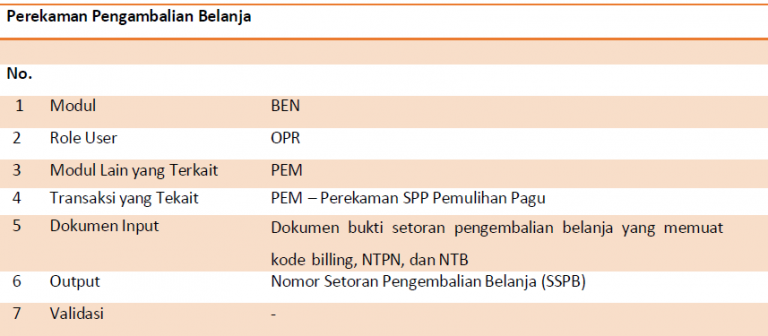 Perekaman Pengambalian Belanja
No.
1 Modul BEN
2 Role User OPR
3 Modul Lain yang Terkait PEM
4 Transaksi yang Tekait PEM – Perekaman SPP Pemulihan Pagu
5 Dokumen Input Dokumen bukti setoran pengembalian belanja yang memuat
kode billing, NTPN, dan NTB
6 Output Nomor Setoran Pengembalian Belanja (SSPB)
7 Validasi -